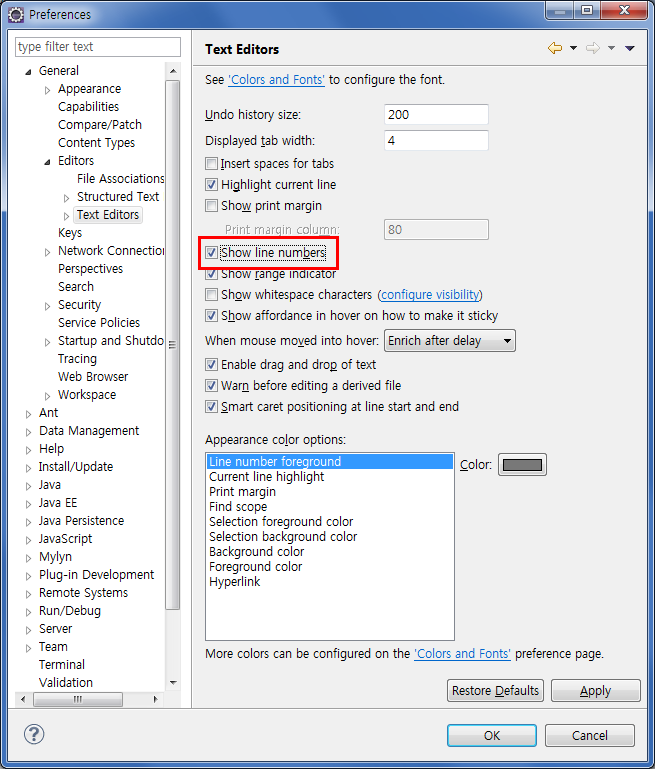 Preferences
type filter text
General
Appearance
Capabilities
Compare/Patch
Content Types
Editors
File Associations
Structured Text
Text Editors
Keys
Network Connection
Perspectives
Search
Security
Service Policies
Startup and Shutdo
Tracing
Web Browser
Workspace
Ant
Data Management
Help
Install/Update
Java
Java EE
Java Persistence
JavaScript
Mylyn
Plug-in Development
Remote Systems
Run/Debug
Server
Team
Terminal
Validation
Text Editors
See 'Colors and Fonts' to configure the font.
Undo history size: 200
Displayed tab width: 4
Insert spaces for tabs
Highlight current line
Show print margin
Print margin column: 80
Show line numbers
Show range indicator
Show whitespace characters (configure visibility)
Show affordance in hover on how to make it sticky
When mouse moved into hover: Enrich after delay
Enable drag and drop of text
Warn before editing a derived file
Smart caret positioning at line start and end
Appearance color options:
Line number foreground
Current line highlight
Print margin
Find scope
Selection foreground color
Selection background color
Background color
Foreground color
Hyperlink
Color:
More colors can be configured on the 'Colors and Fonts' preference page.
Restore Defaults
Apply
OK
Cancel